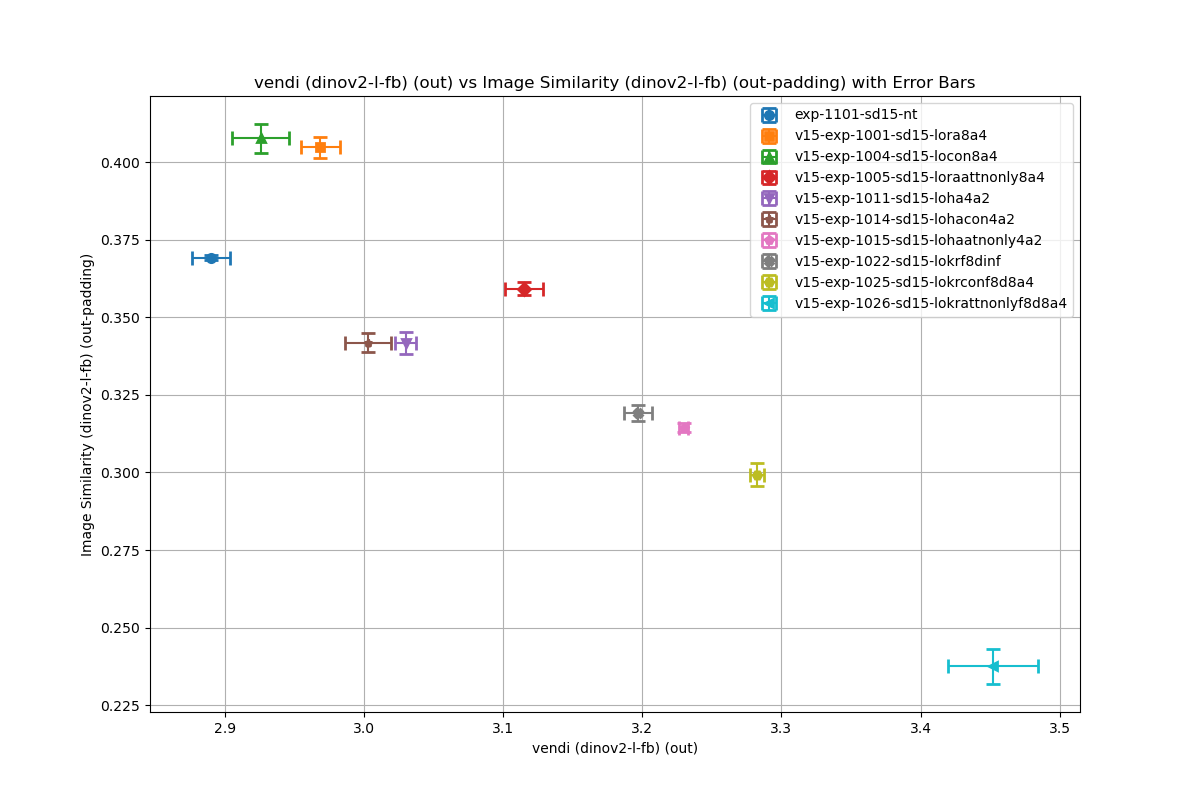 vendi (dinov2-l-fb) (out) vs Image Similarity (dinov2-l-fb) (out-padding) with Error Bars
exp-1101-sd15-nt
v15-exp-1001-sd15-lora8a4
v15-exp-1004-sd15-locon8a4
v15-exp-1005-sd15-loraattnonly8a4
v15-exp-1011-sd15-loha4a2
v15-exp-1014-sd15-lohacon4a2
v15-exp-1015-sd15-lohaatnonly4a2
v15-exp-1022-sd15-lokrf8dinf
v15-exp-1025-sd15-lokrconf8d8a4
v15-exp-1026-sd15-lokrattnonlyf8d8a4
Image Similarity (dinov2-l-fb) (out-padding)
0.400
0.375
0.350
0.325
0.300
0.275
0.250
0.225
2.9 3.0 3.1 3.2 3.3 3.4 3.5
vendi (dinov2-l-fb) (out)